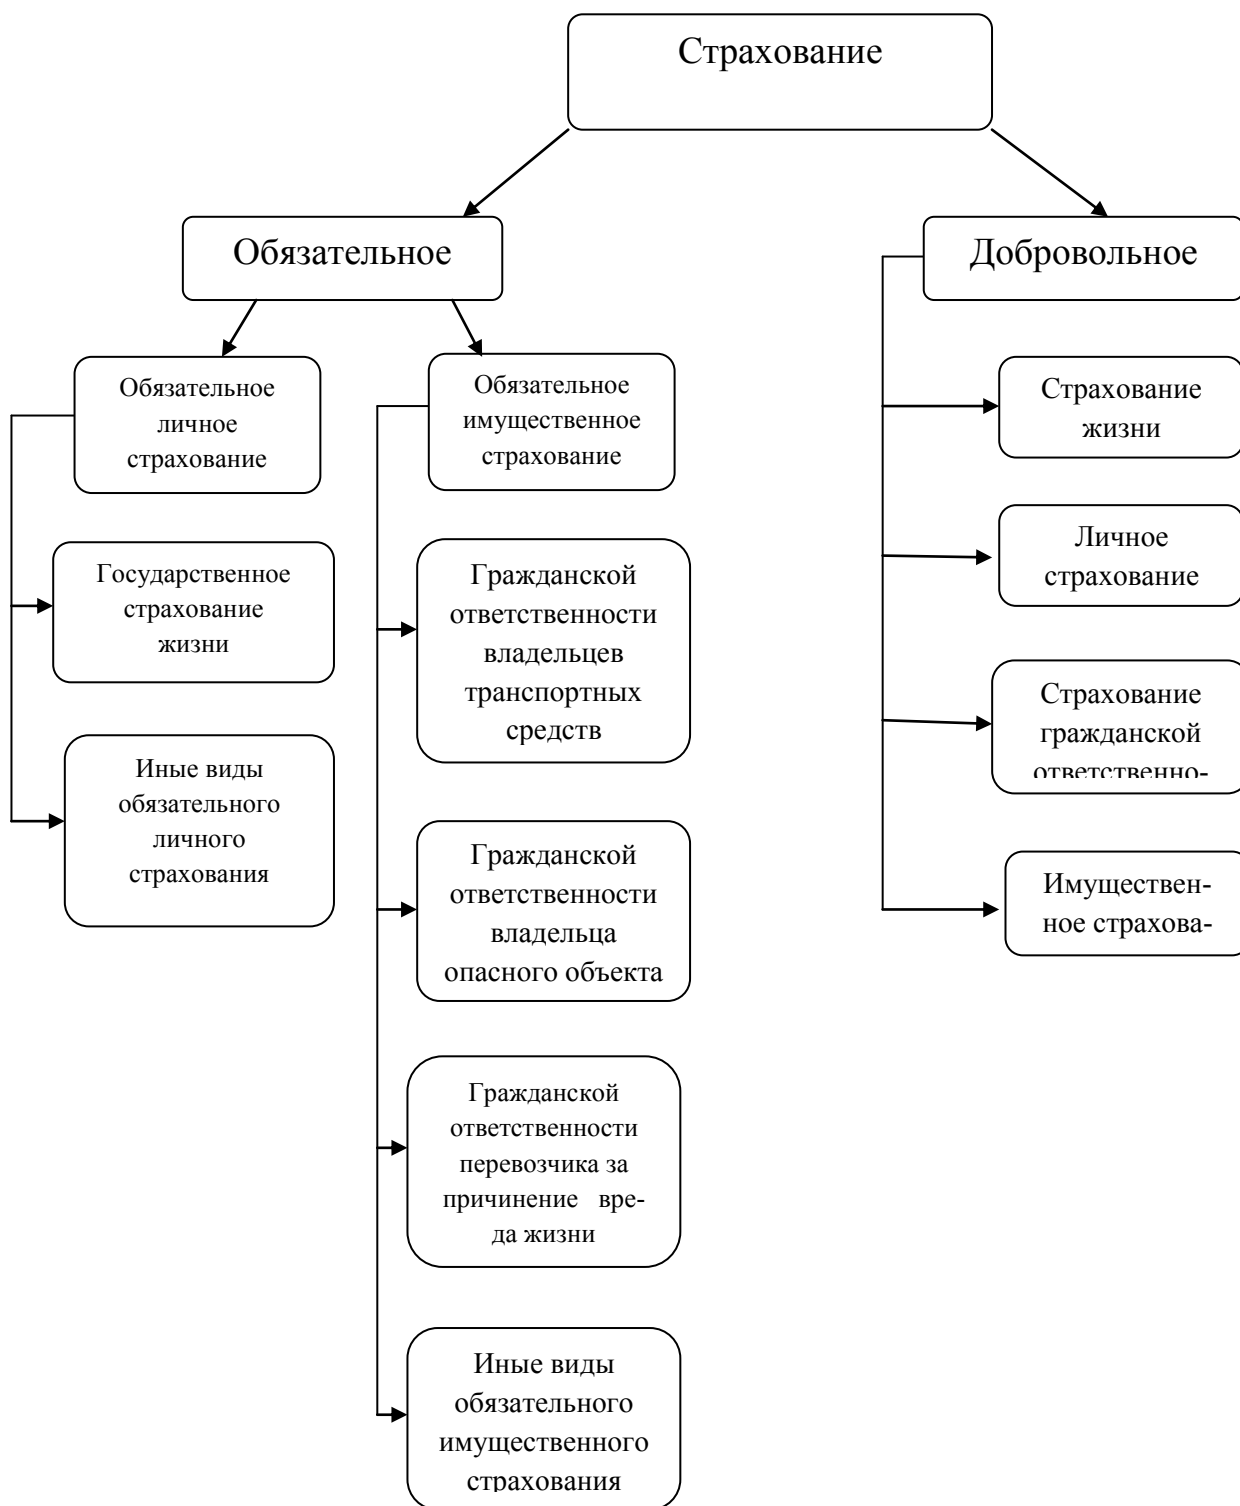 Страхование
Обязательное
Добровольное
Обязательное
личное
страхование
Обязательное
имущественное
страхование
Страхование
жизни
Государственное
страхование
жизни
Гражданской
ответственности
владельцев
транспортных
средств
Личное
страхование
Иные виды
обязательного
личного
страхования
Страхование
гражданской
ответственно-
Гражданской
ответственности
владельца
опасного объекта
Имуществен-
ное страхова-
Гражданской
ответственности
перевозчика за
причинение вре-
да жизни
Иные виды
обязательного
имущественного
страхования